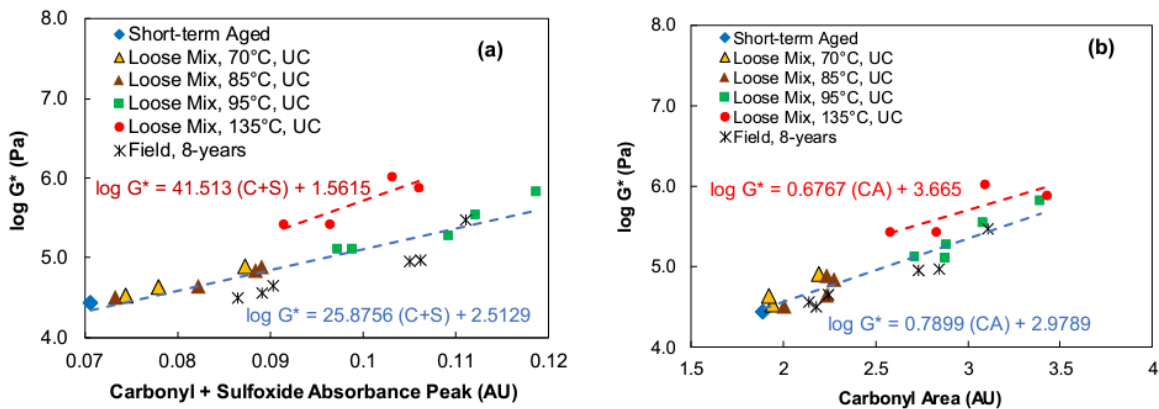 8.0
7.0
6.0
5.0
4.0
log G* (Pa)
(a)
Short-term Aged
Loose Mix, 70°C, UC
Loose Mix, 85°C, UC
Loose Mix, 95°C, UC
Loose Mix, 135°C, UC
Field, 8-years
log G* = 41.513 (C+S) + 1.5615
log G* = 25.8756 (C+S) + 2.5129
0.07 0.08 0.09 0.1 0.11 0.12
Carbonyl + Sulfoxide Absorbance Peak (AU)
8.0
7.0
6.0
5.0
4.0
log G* (Pa)
(b)
Short-term Aged
Loose Mix, 70°C, UC
Loose Mix, 85°C, UC
Loose Mix, 95°C, UC
Loose Mix, 135°C, UC
Field, 8-years
log G* = 0.6767 (CA) + 3.665
log G* = 0.7899 (CA) + 2.9789
1.5 2 2.5 3 3.5 4
Carbonyl Area (AU)